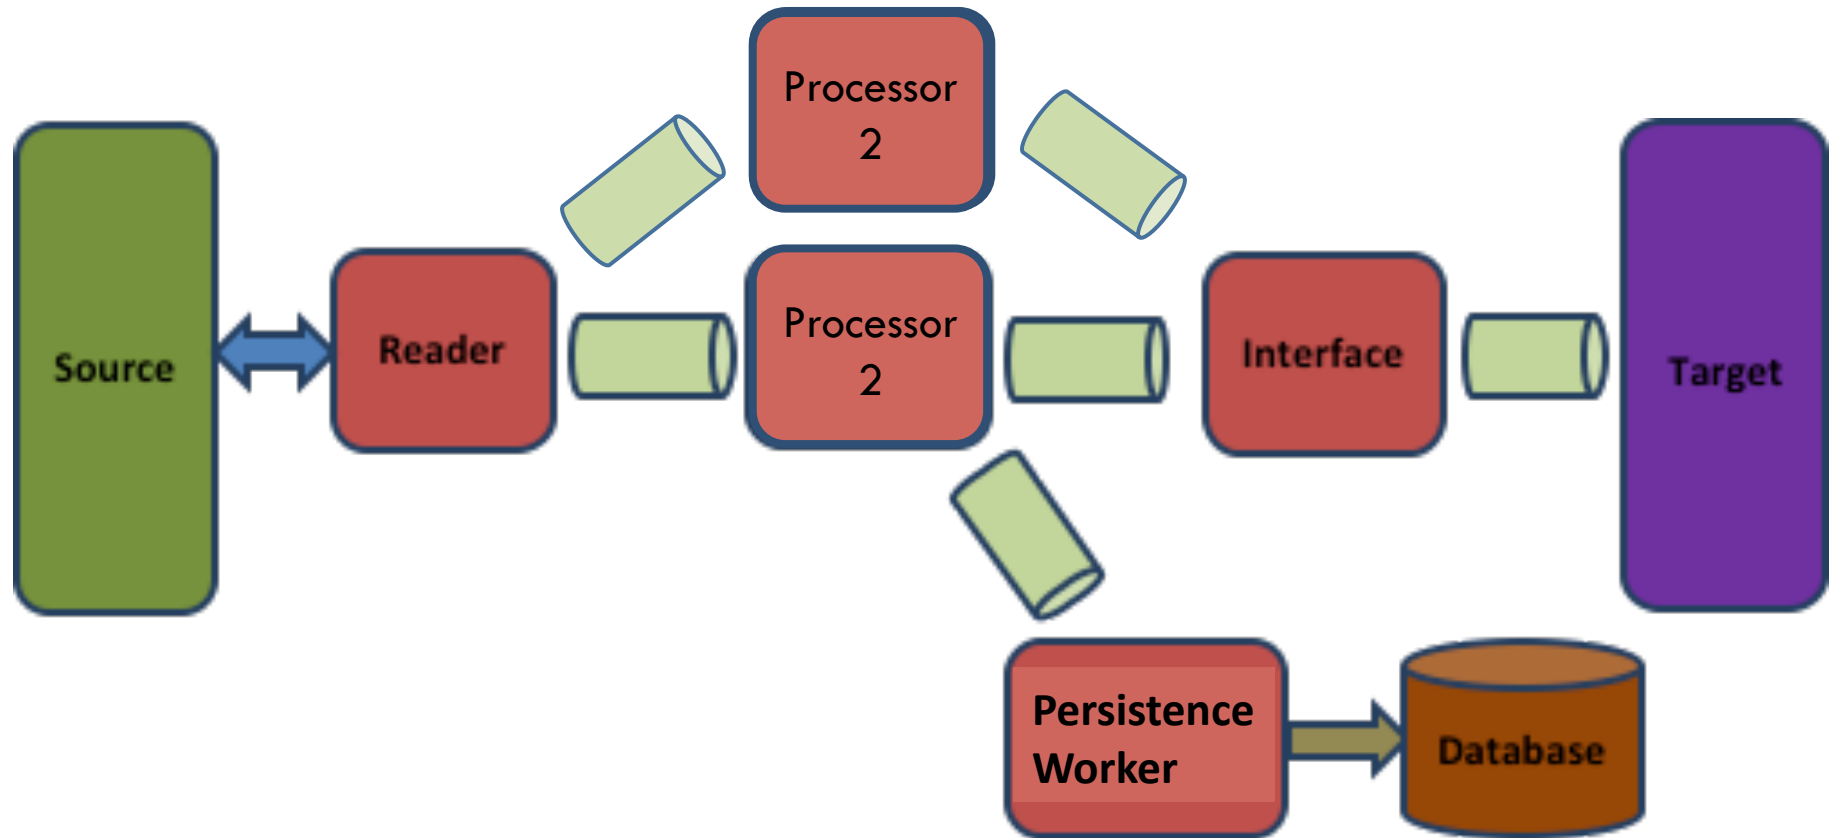 Processor
2
Source
Reader
Processor
2
Interface
Target
Persistence
Worker
Database